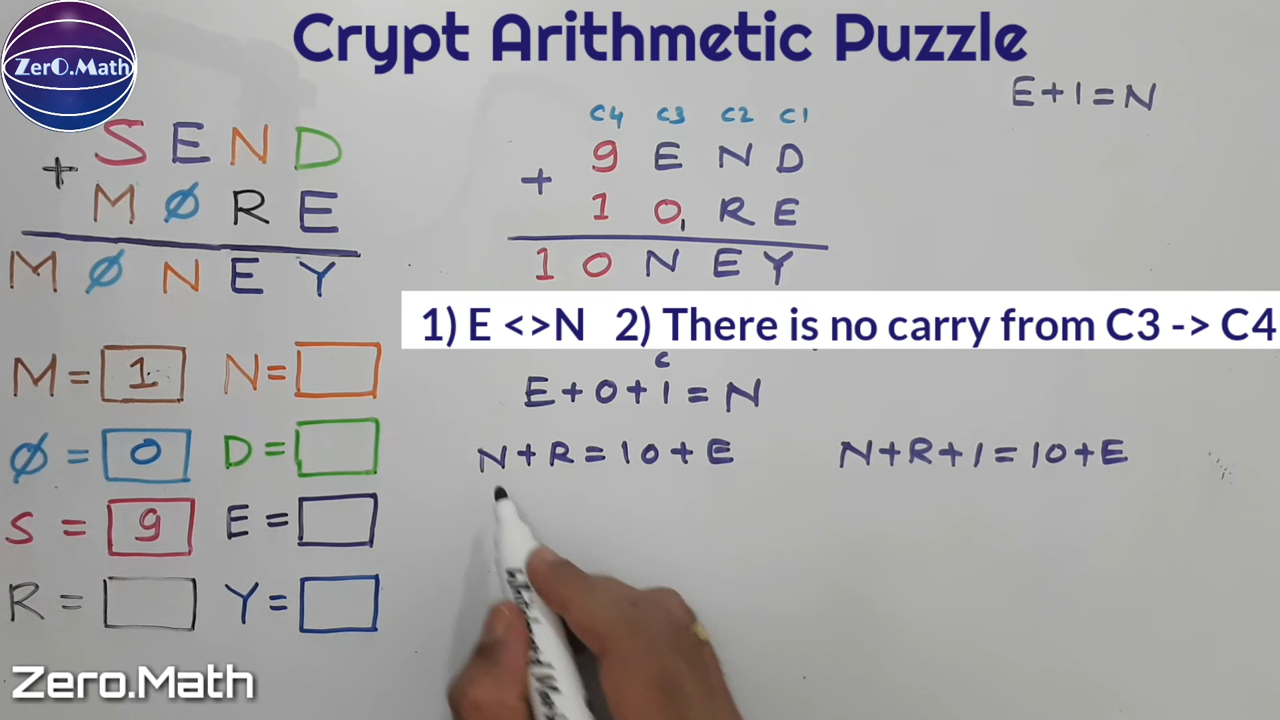 Crypt Arithmetic Puzzle
ZerO.Math
E+1=N
SEND
+ MØRE
MØNEY
C4 C3 C2 C1
9 E N D
+ 1 0 R E
1
1 0 N E Y
1) E <>N 2) There is no carry from C3 -> C4
C
E+0+1=N
N+R=10+E N+R+1=10+E
M=1 N=
Ø=0 D=
S=9 E=
R= Y=
Zero.Math